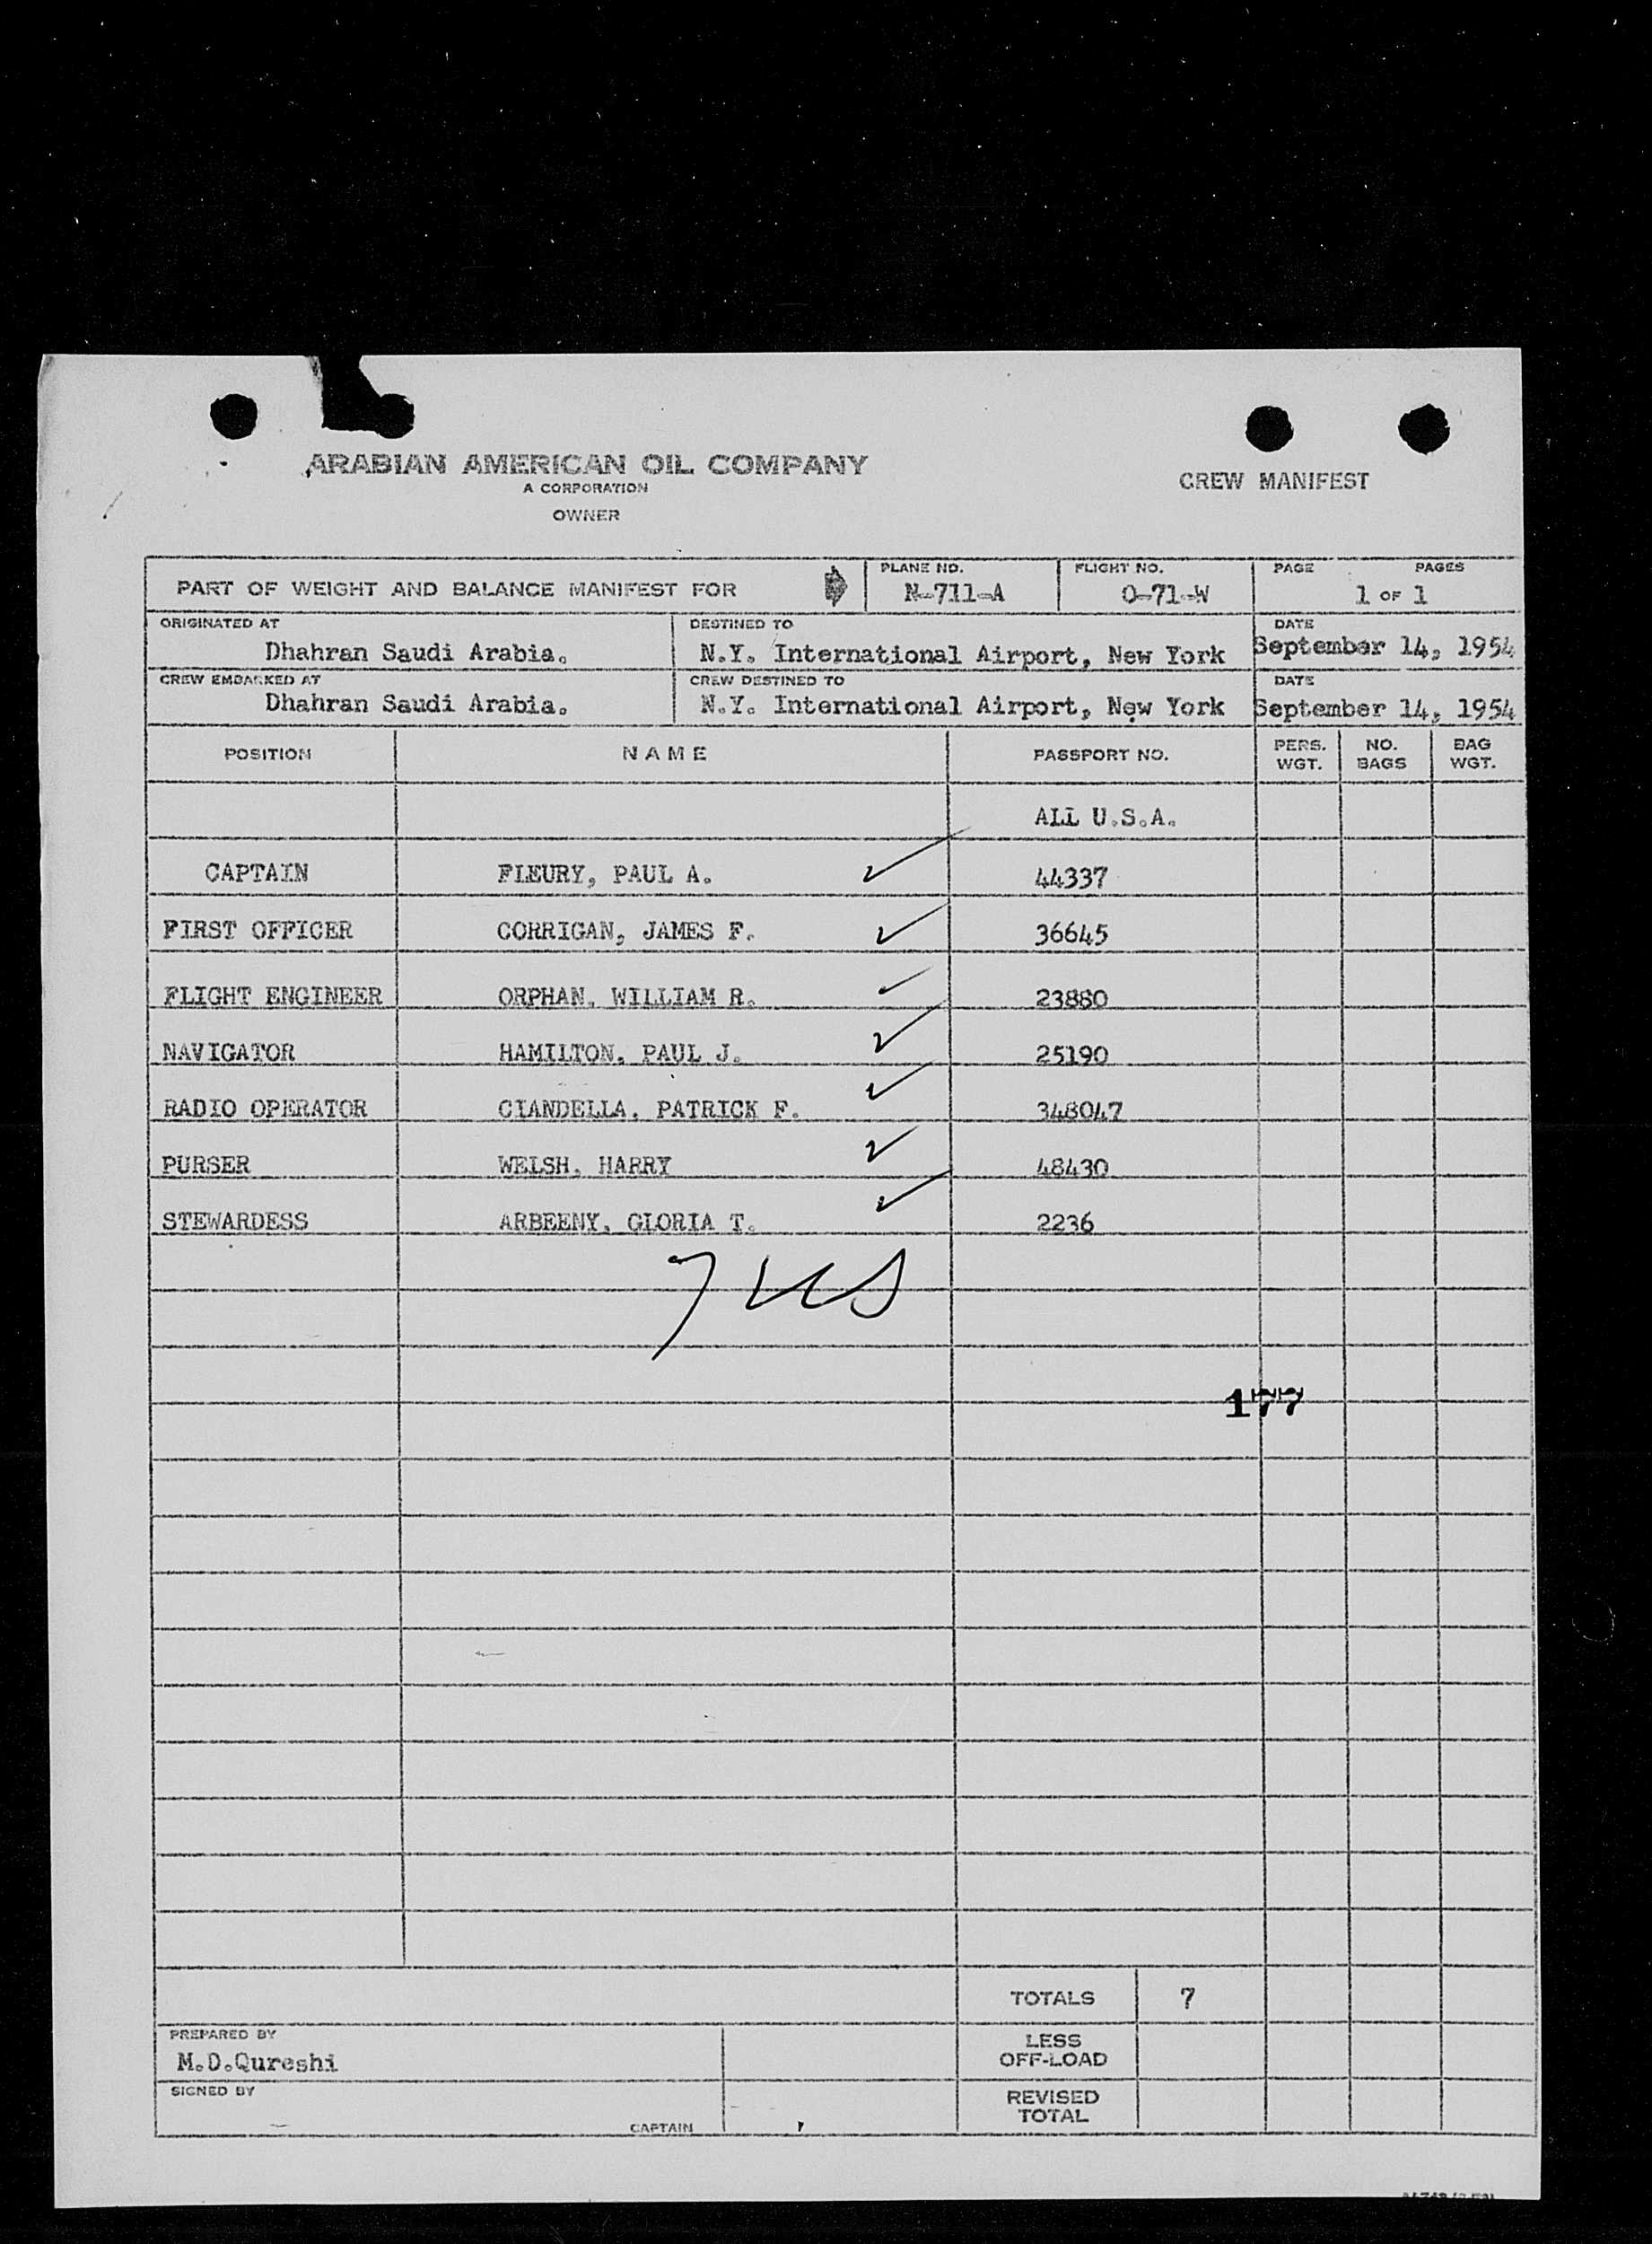 ARABIAN AMERICAN OIL COMPANY
A CORPORATION
OWNER
CREW MANIFEST
PART OF WEIGHT AND BALANCE MANIFEST FOR
PLANE NO.
N-711-A
FLIGHT NO.
O-71-W
PAGE PAGES
1 OF 1
ORIGINATED AT
Dhahran Saudi Arabia.
DESTINED TO
N.Y. International Airport, New York
DATE
September 14, 1954
CREW EMBARKED AT
Dhahran Saudi Arabia.
CREW DESTINED TO
N.Y. International Airport, New York
DATE
September 14, 1954
POSITION NAME PASSPORT NO. PERS. WGT. NO. BAGS BAG WGT.
ALL U.S.A.
CAPTAIN FLEURY, PAUL A. 44337
FIRST OFFICER CORRIGAN, JAMES F. 36645
FLIGHT ENGINEER ORPHAN, WILLIAM R. 23880
NAVIGATOR HAMILTON, PAUL J. 25190
RADIO OPERATOR CIANDELLA, PATRICK F. 348047
PURSER WELSH, HARRY 48430
STEWARDESS ARBEENY, GLORIA T. 2236
7 US
177
TOTALS 7
PREPARED BY
M.D.Qureshi
LESS
OFF-LOAD
SIGNED BY
CAPTAIN
REVISED
TOTAL